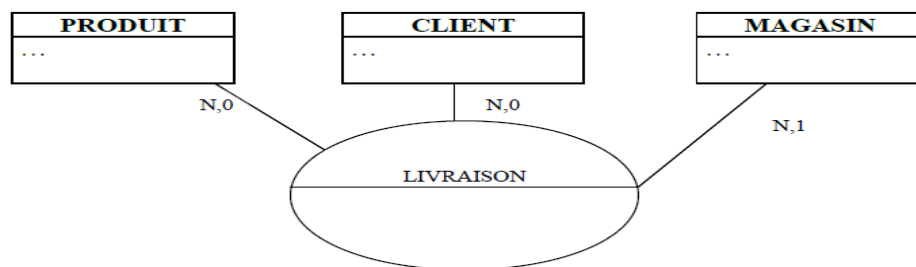 PRODUIT
...
CLIENT
...
MAGASIN
...
N,0
N,0
N,1
LIVRAISON